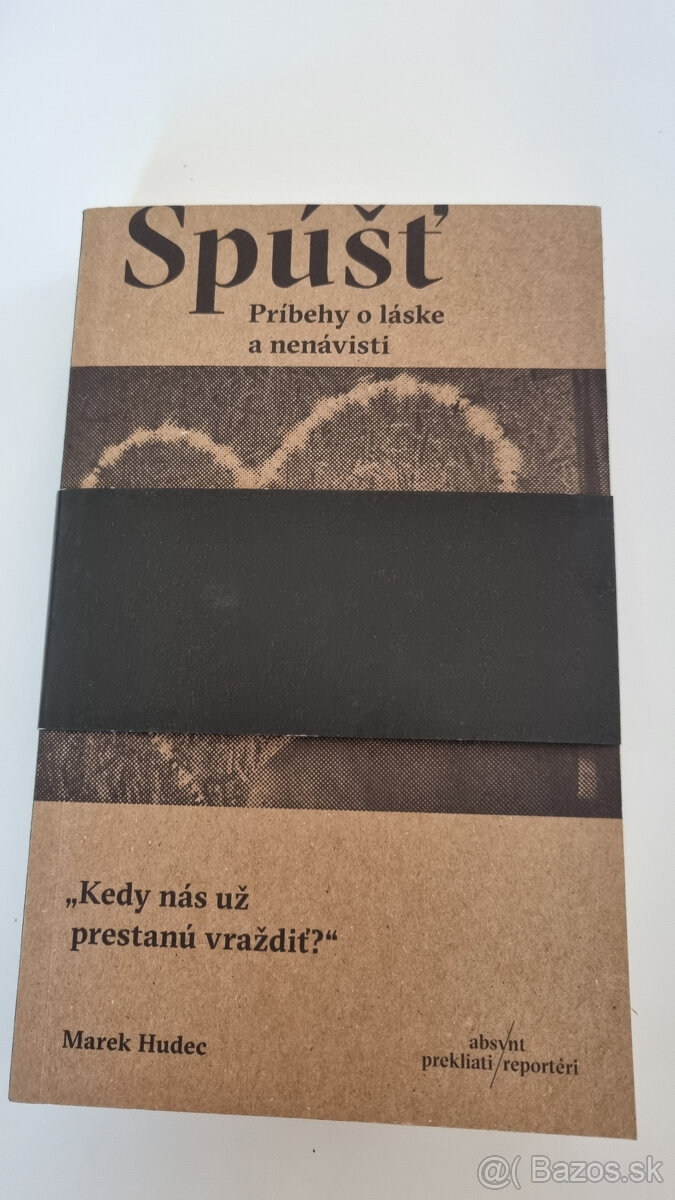 Spúšť
Príbehy o láske
a nenávisti
„Kedy nás už
prestanú vraždiť?“
Marek Hudec
absynt
prekliati/reportéri
@( Bazos.sk